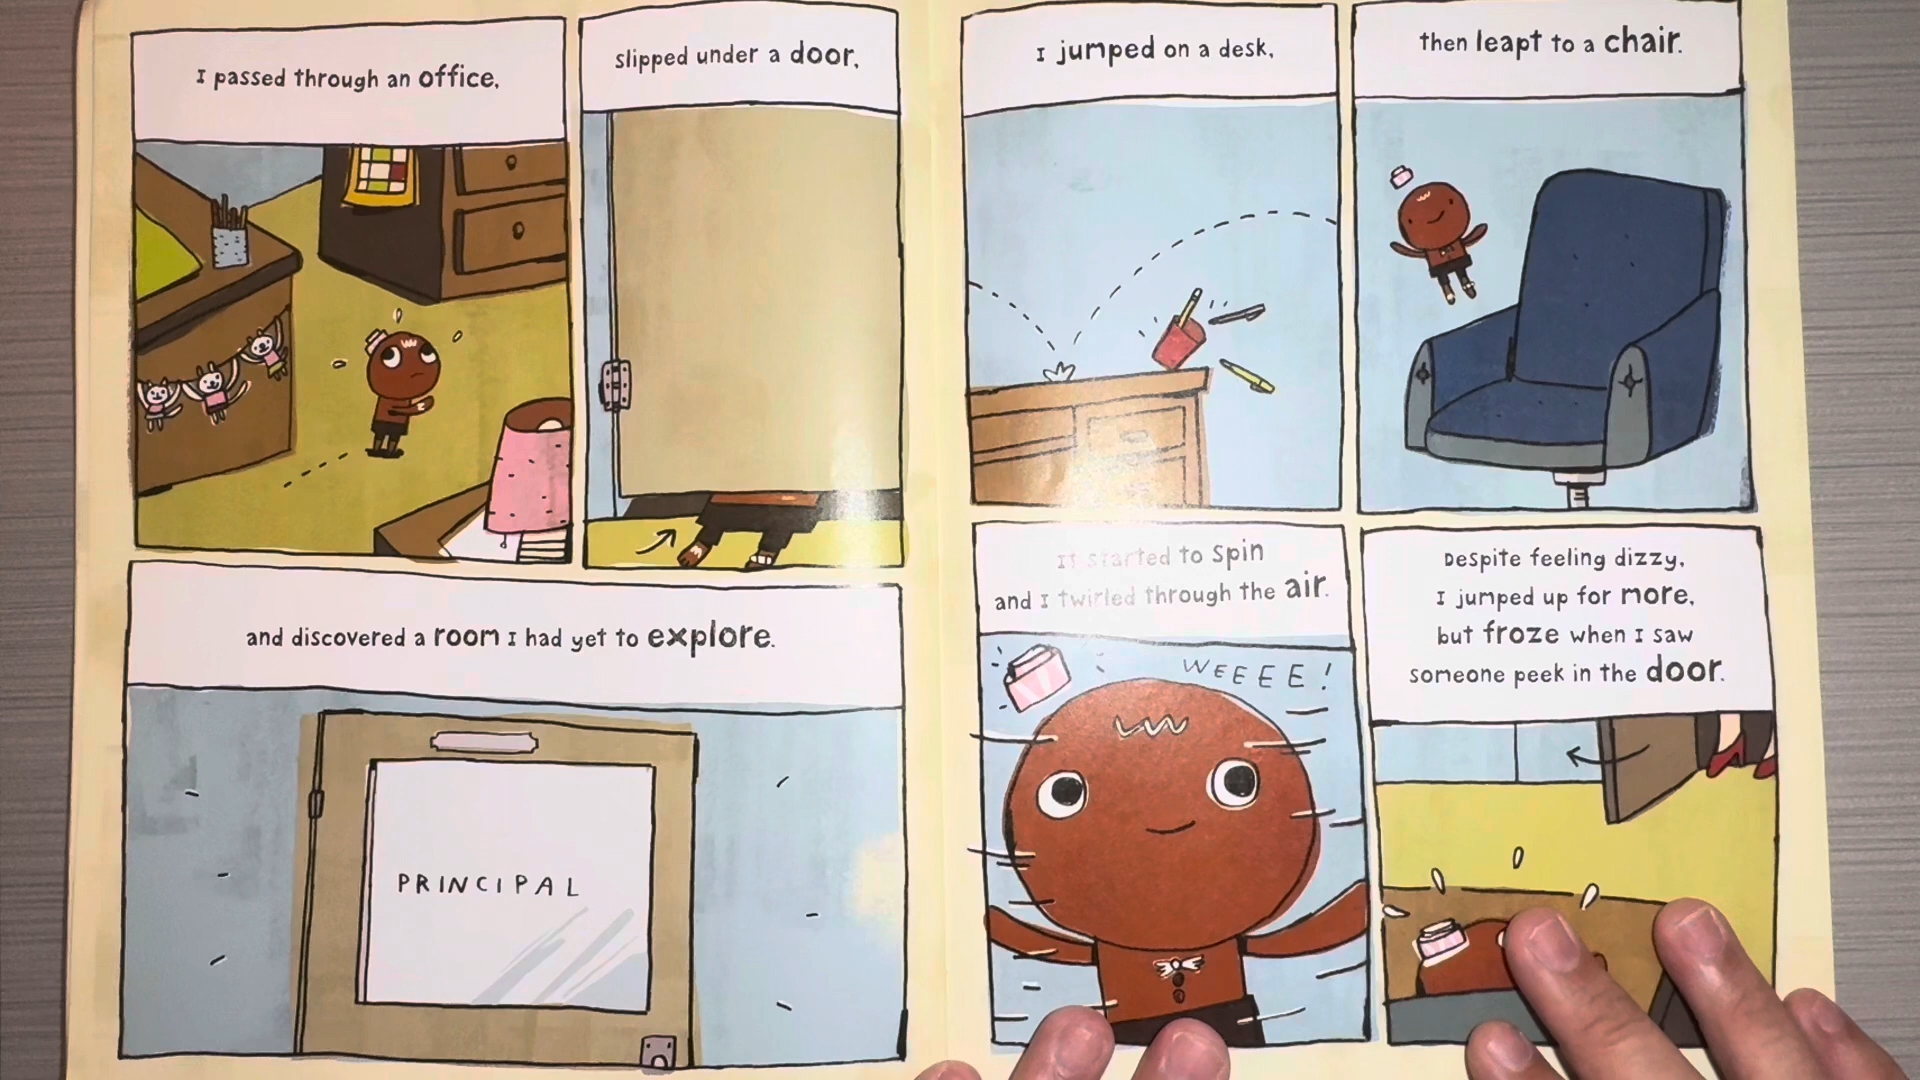 I passed through an office,
slipped under a door,
and discovered a room I had yet to explore.
PRINCIPAL
I jumped on a desk,
then leapt to a chair.
It started to spin
and I twirled through the air.
WEEEE!
Despite feeling dizzy,
I jumped up for more,
but froze when I saw
someone peek in the door.